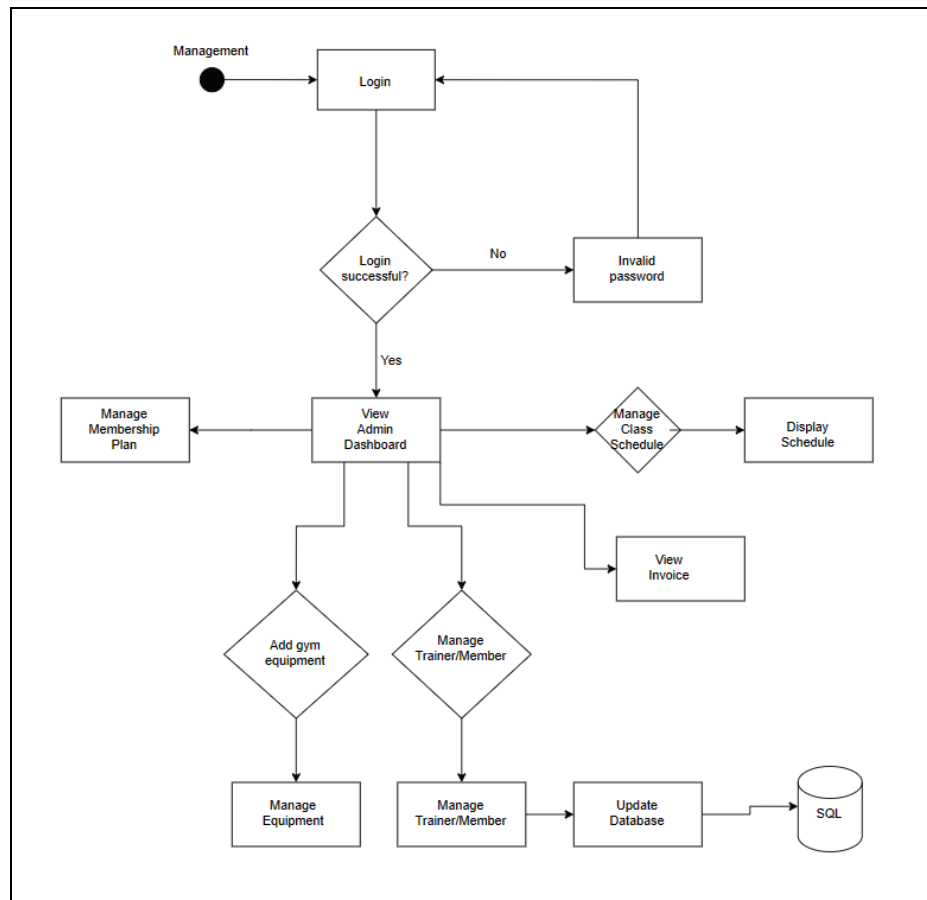 Management
Login
Login
successful?
No
Invalid
password
Yes
Manage
Membership
Plan
View
Admin
Dashboard
Manage
Class
Schedule
Display
Schedule
View
Invoice
Add gym
equipment
Manage
Trainer/Member
Manage
Equipment
Manage
Trainer/Member
Update
Database
SQL